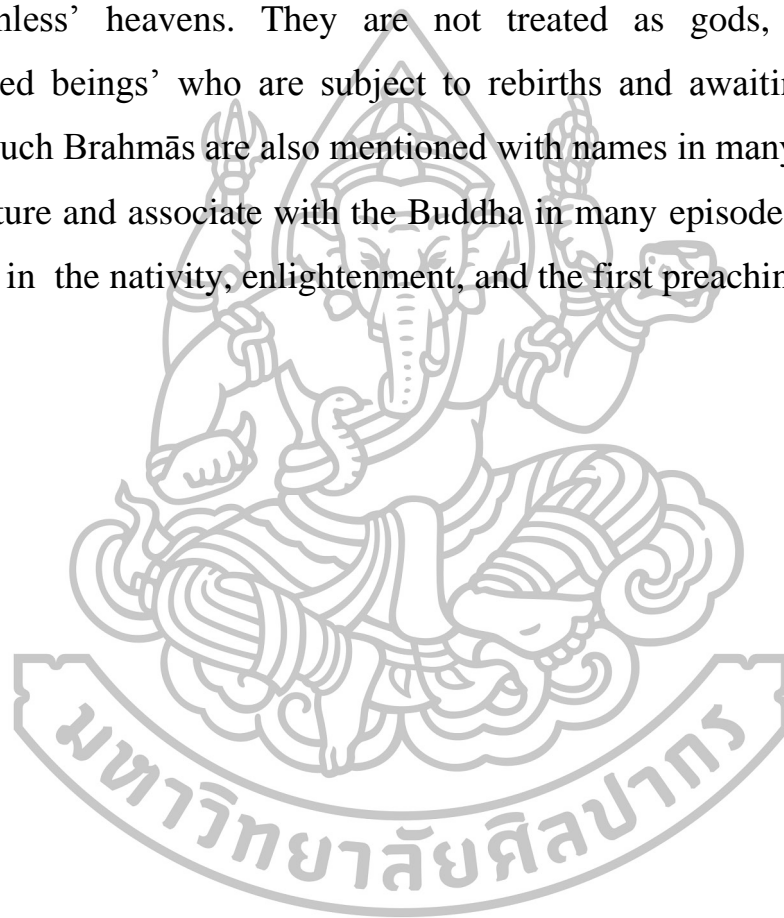 nless’ heavens. They are not treated as gods,
ed beings’ who are subject to rebirths and awaitin
uch Brahmās are also mentioned with names in many
ture and associate with the Buddha in many episode
in the nativity, enlightenment, and the first preachin
มหาวิทยาลัยศิลปากร